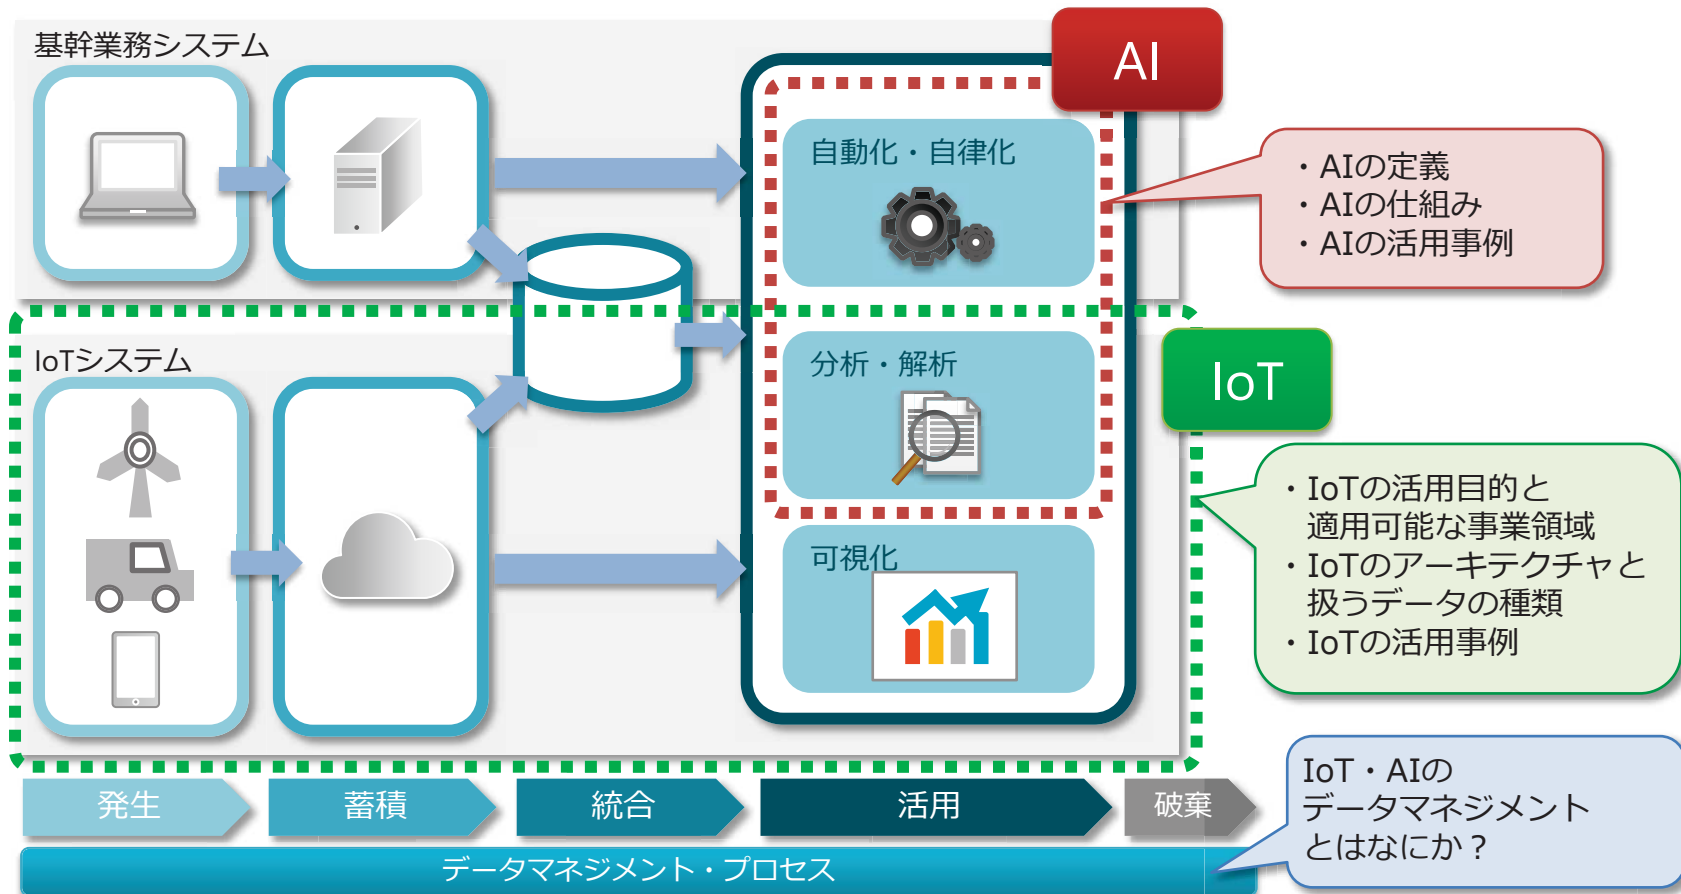 基幹業務システム
AI
自動化・自律化
・AIの定義
・AIの仕組み
・AIの活用事例
IoTシステム
分析・解析
IoT
・IoTの活用目的と
適用可能な事業領域
・IoTのアーキテクチャと
扱うデータの種類
・IoTの活用事例
可視化
発生
蓄積
統合
活用
破棄
IoT・AIの
データマネジメント
とはなにか？
データマネジメント・プロセス